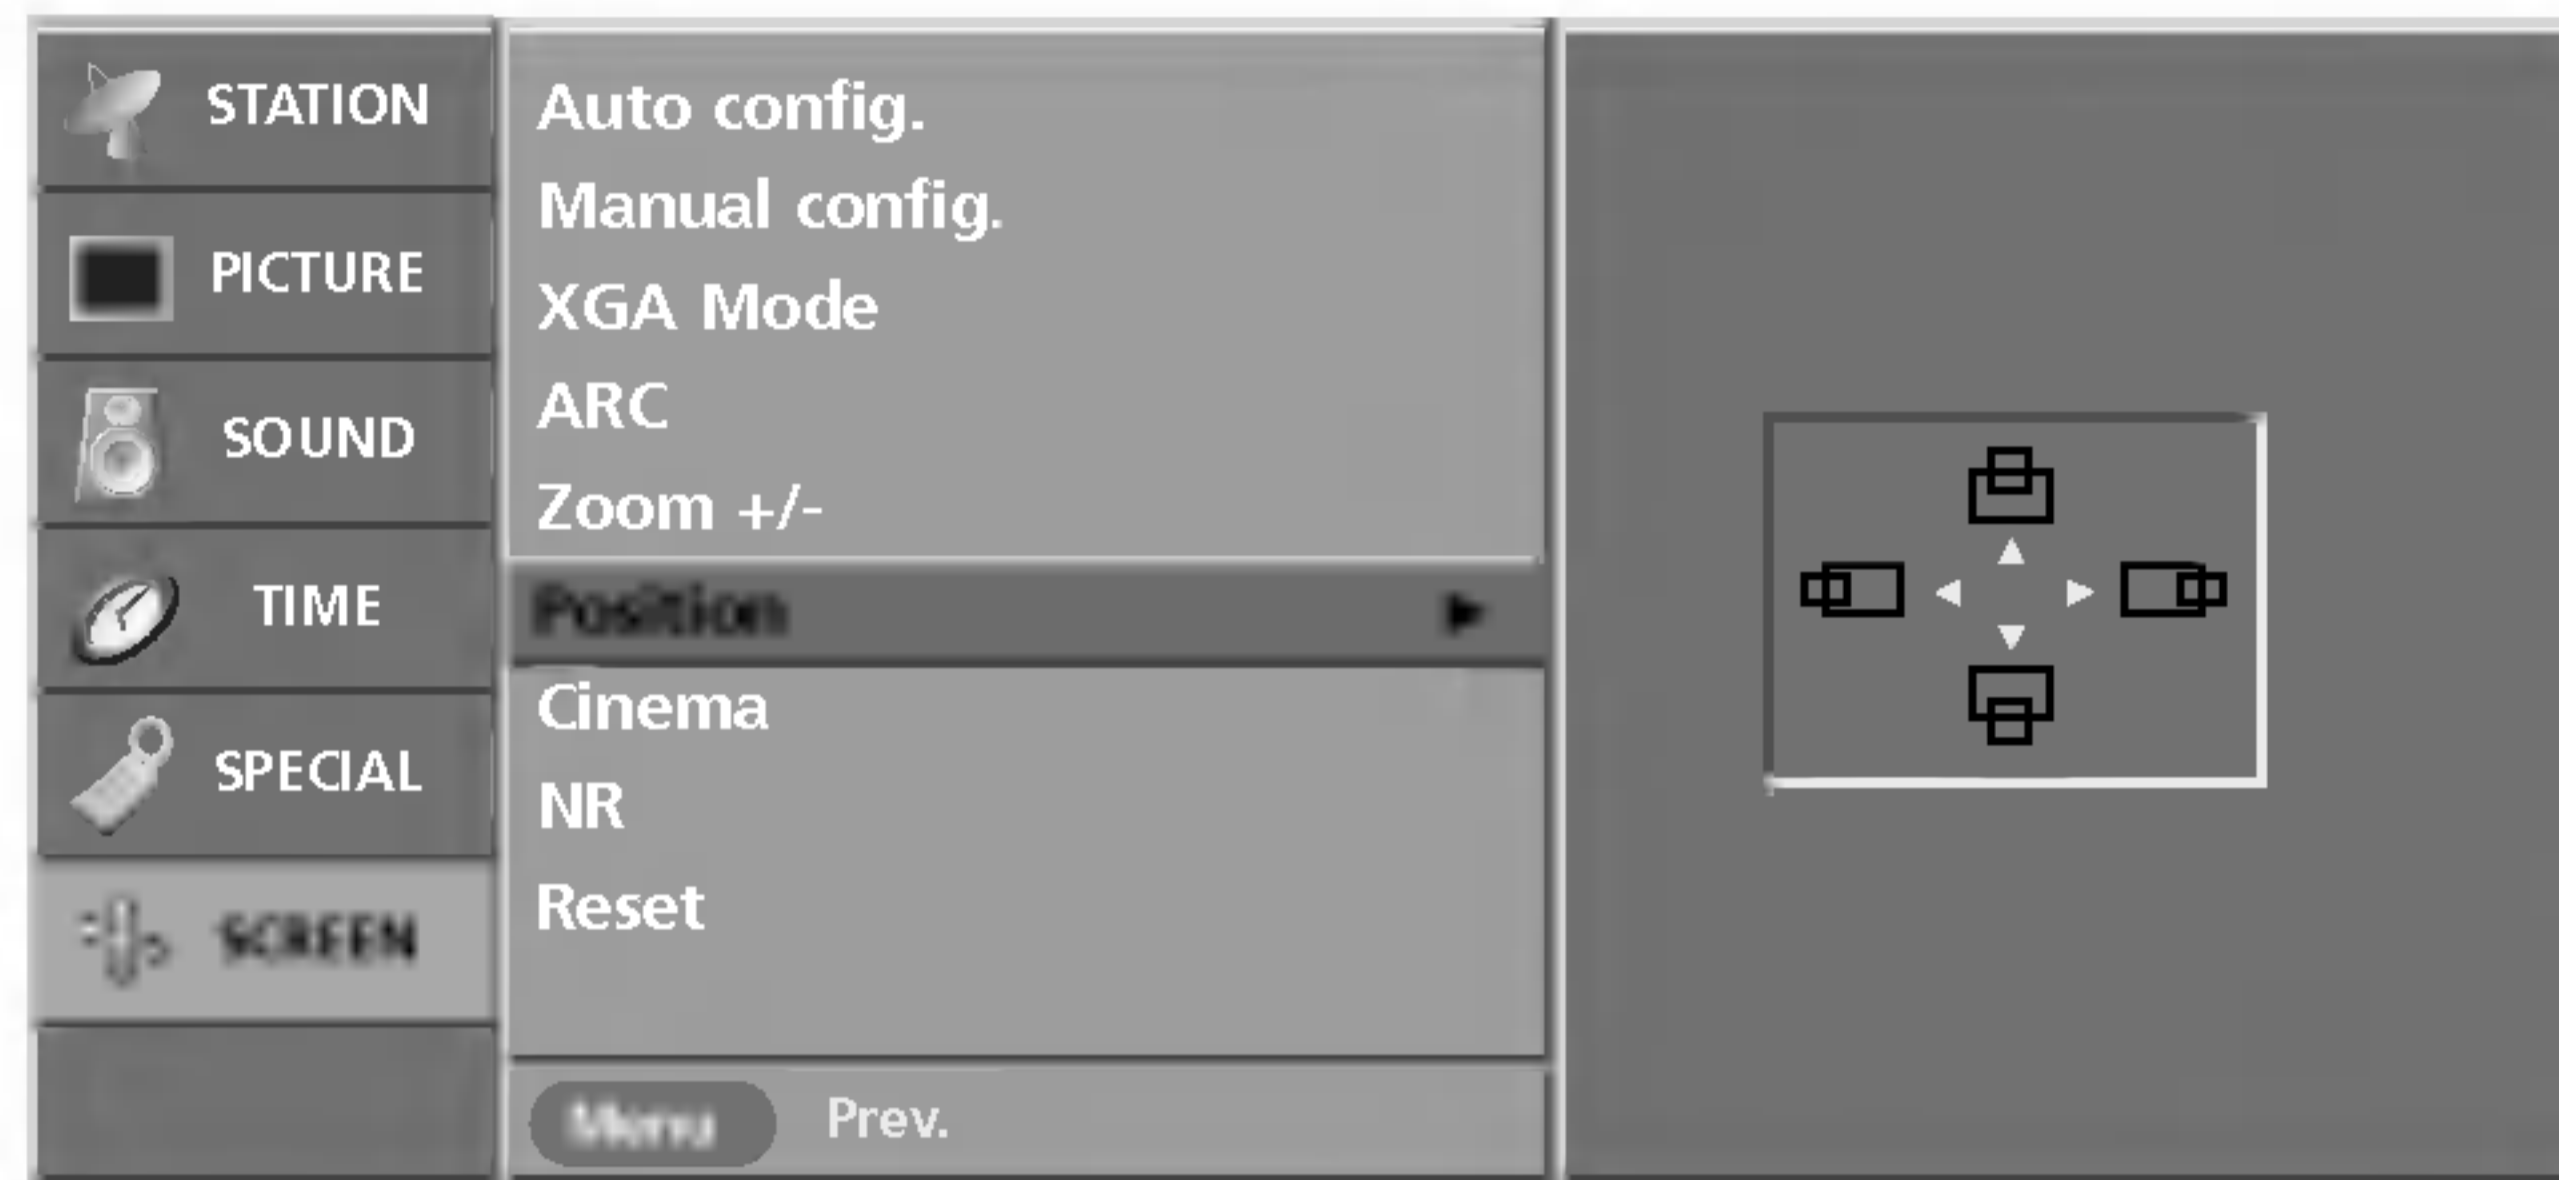 STATION
PICTURE
SOUND
TIME
SPECIAL
SCREEN
Auto config.
Manual config.
XGA Mode
ARC
Zoom +/-
Position
Cinema
NR
Reset
Menu Prev.